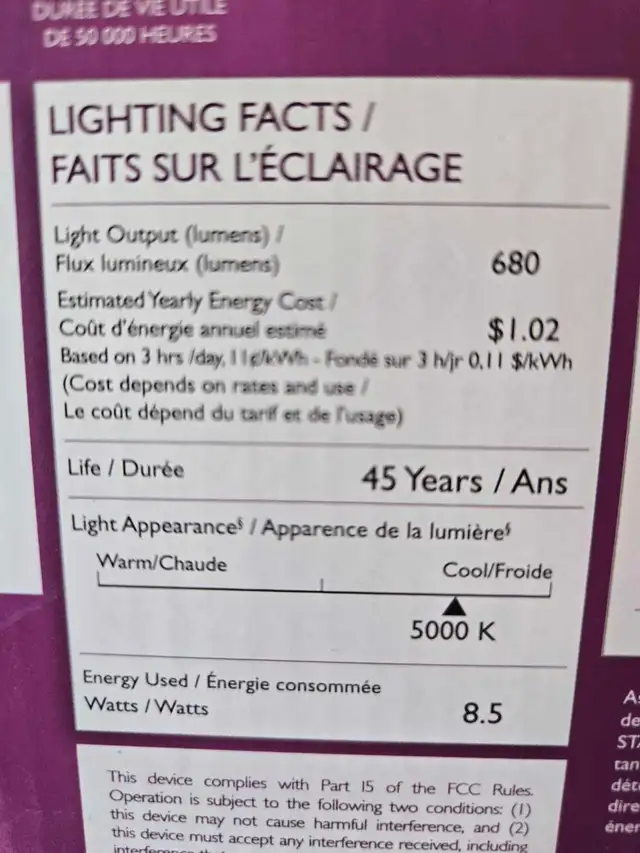 DURÉE DE VIE UTILE
DE 50 000 HEURES
LIGHTING FACTS /
FAITS SUR L'ÉCLAIRAGE
Light Output (lumens) /
Flux lumineux (lumens)
680
Estimated Yearly Energy Cost /
Coût d'énergie annuel estimé
$1.02
Based on 3 hrs /day, 11¢/kWh - Fondé sur 3 h/jr 0,11 $/kWh
(Cost depends on rates and use /
Le coût dépend du tarif et de l'usage)
Life / Durée
45 Years / Ans
Light Appearance§ / Apparence de la lumière§
Warm/Chaude
Cool/Froide
5000 K
Energy Used / Énergie consommée
Watts / Watts
8.5
This device complies with Part 15 of the FCC Rules.
Operation is subject to the following two conditions: (1)
this device may not cause harmful interference, and (2)
this device must accept any interference received, including